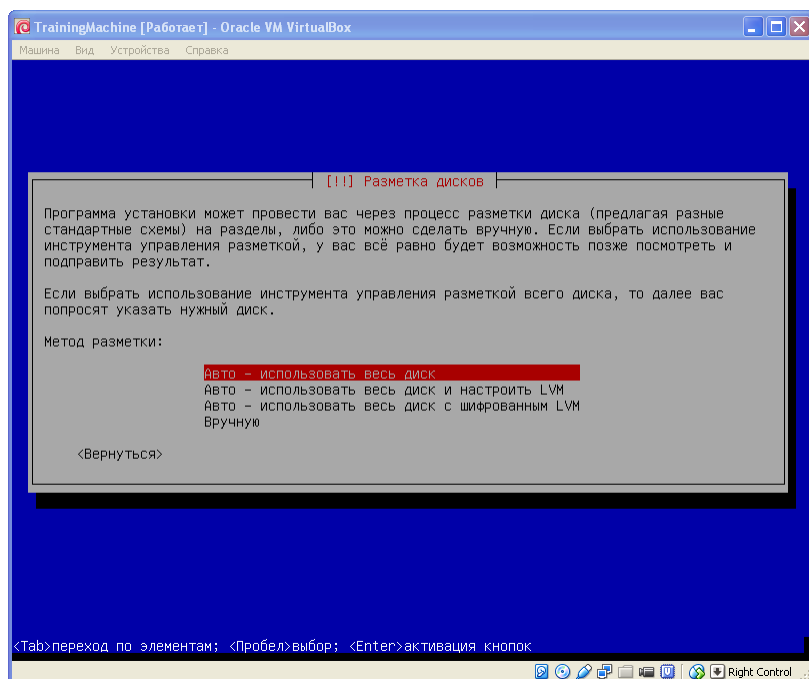 TrainingMachine [Работает] - Oracle VM VirtualBox
Машина Вид Устройства Справка
[!!] Разметка дисков
Программа установки может провести вас через процесс разметки диска (предлагая разные
стандартные схемы) на разделы, либо это можно сделать вручную. Если выбрать использование
инструмента управления разметкой, у вас всё равно будет возможность позже посмотреть и
подправить результат.
Если выбрать использование инструмента управления разметкой всего диска, то далее вас
попросят указать нужный диск.
Метод разметки:
Авто - использовать весь диск
Авто - использовать весь диск и настроить LVM
Авто - использовать весь диск с шифрованным LVM
Вручную
<Вернуться>
<Tab>переход по элементам; <Пробел>выбор; <Enter>активация кнопок
Right Control